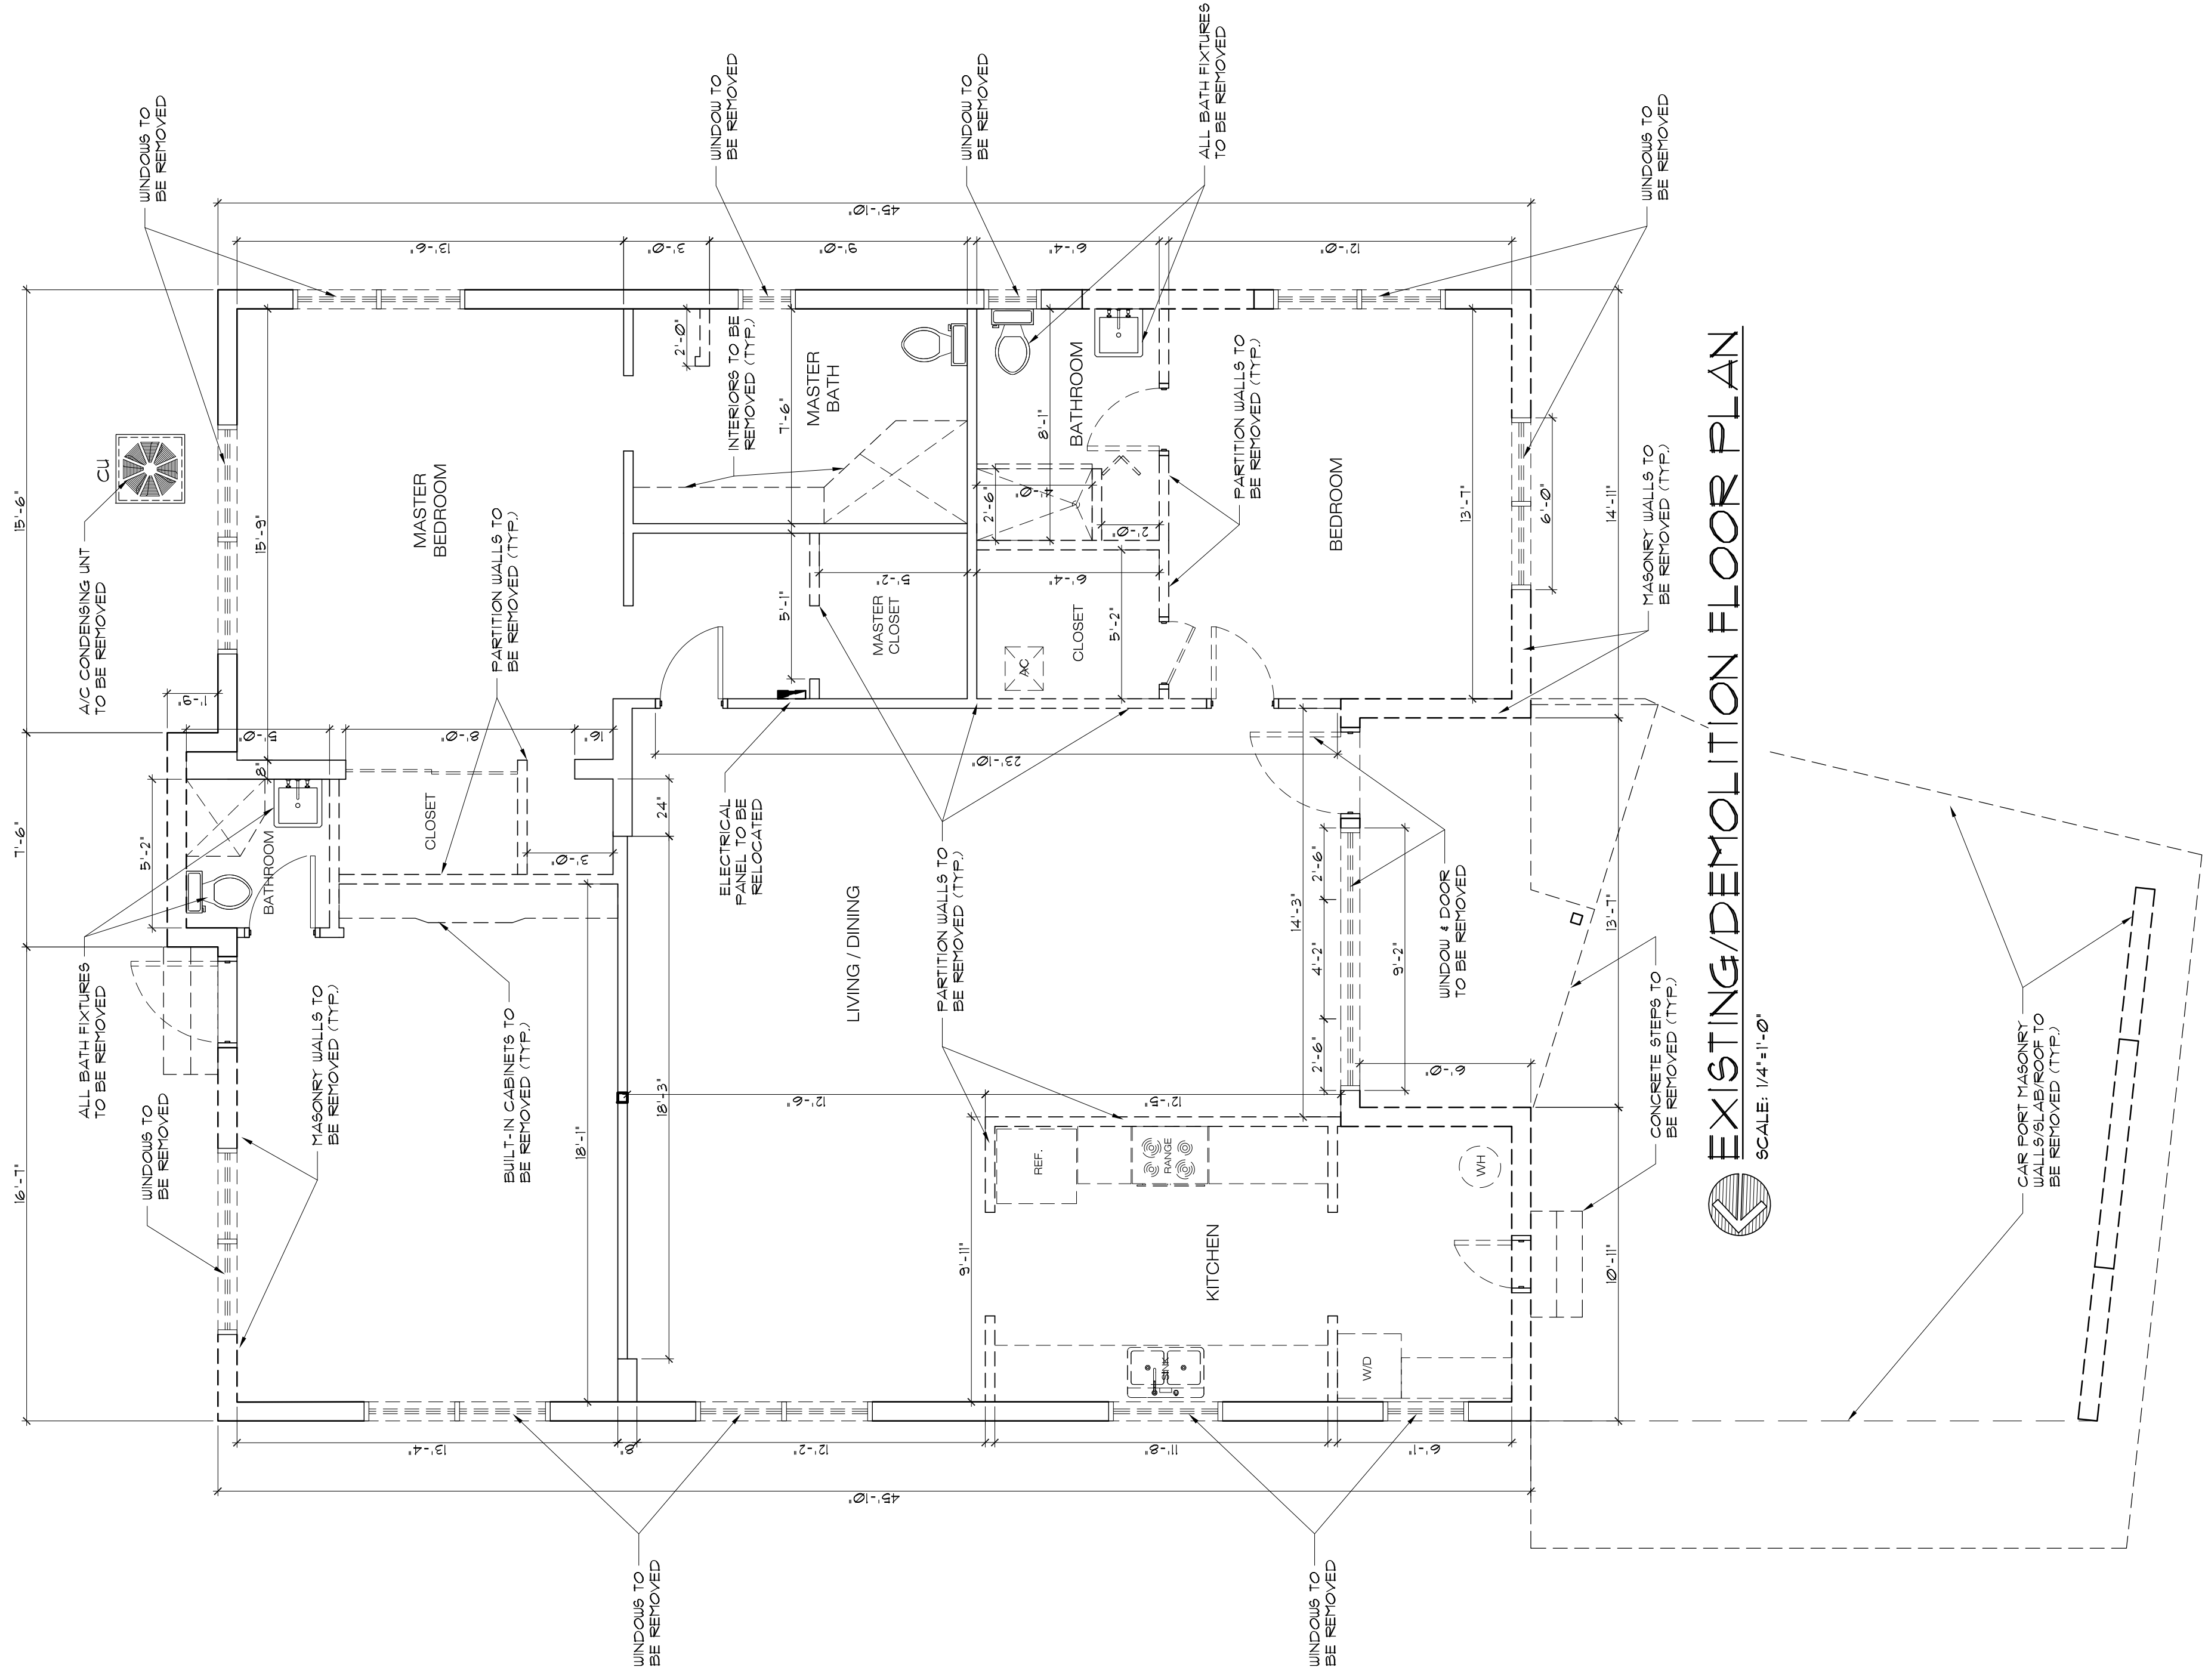 WINDOWS TO
BE REMOVED
WINDOW TO
BE REMOVED
WINDOW TO
BE REMOVED
ALL BATH FIXTURES
TO BE REMOVED
WINDOWS TO
BE REMOVED
45'-10"
13'-6"
3'-0"
9'-0"
6'-4"
12'-0"
15'-6"
7'-6"
16'-7"
CU
A/C CONDENSING UNT
TO BE REMOVED
15'-9"
MASTER
BEDROOM
PARTITION WALLS TO
BE REMOVED (TYP.)
2'-0"
INTERIORS TO BE
REMOVED (TYP.)
7'-6"
MASTER
BATH
BATHROOM
8'-1"
2'-6"
4'-0"
2'-0"
PARTITION WALLS TO
BE REMOVED (TYP.)
BEDROOM
13'-7"
6'-0"
14'-11"
MASONRY WALLS TO
BE REMOVED (TYP.)
5'-1"
5'-2"
MASTER
CLOSET
6'-4"
AC
CLOSET
5'-2"
1'-9"
5'-0"
8"
8'-0"
16"
5'-2"
BATHROOM
CLOSET
3'-0"
24"
ELECTRICAL
PANEL TO BE
RELOCATED
23'-10"
ALL BATH FIXTURES
TO BE REMOVED
MASONRY WALLS TO
BE REMOVED (TYP.)
BUILT-IN CABINETS TO
BE REMOVED (TYP.)
WINDOWS TO
BE REMOVED
18'-1"
18'-3"
LIVING / DINING
PARTITION WALLS TO
BE REMOVED (TYP.)
14'-3"
2'-6"
4'-2"
2'-6"
9'-2"
WINDOW & DOOR
TO BE REMOVED
6'-0"
13'-7"
12'-6"
12'-5"
REF.
RANGE
WH
9'-11"
KITCHEN
SINK
W/D
10'-11"
CONCRETE STEPS TO
BE REMOVED (TYP.)
CAR PORT MASONRY
WALLS/SLAB/ROOF TO
BE REMOVED (TYP.)
13'-4"
8"
12'-2"
11'-8"
6'-1"
45'-10"
WINDOWS TO
BE REMOVED
WINDOWS TO
BE REMOVED
EXISTING/DEMOLITION FLOOR PLAN
SCALE: 1/4"=1'-0"